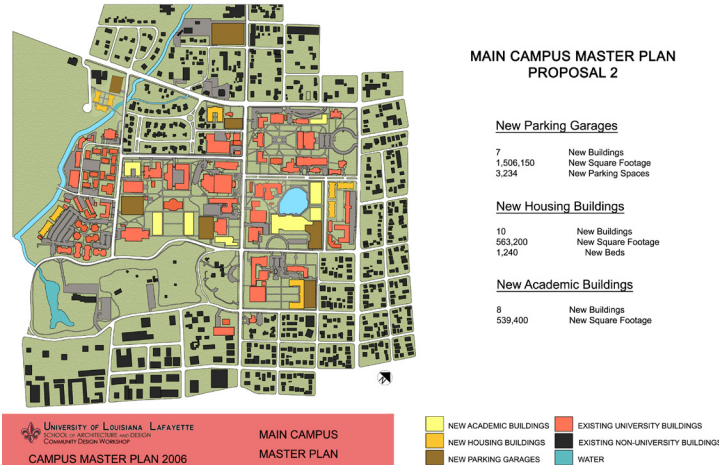 MAIN CAMPUS MASTER PLAN
PROPOSAL 2
New Parking Garages
7 New Buildings
1,506,150 New Square Footage
3,234 New Parking Spaces
New Housing Buildings
10 New Buildings
563,200 New Square Footage
1,240 New Beds
New Academic Buildings
8 New Buildings
539,400 New Square Footage
UNIVERSITY OF LOUISIANA LAFAYETTE
SCHOOL OF ARCHITECTURE AND DESIGN
COMMUNITY DESIGN WORKSHOP
CAMPUS MASTER PLAN 2006
MAIN CAMPUS
MASTER PLAN
NEW ACADEMIC BUILDINGS
NEW HOUSING BUILDINGS
NEW PARKING GARAGES
EXISTING UNIVERSITY BUILDINGS
EXISTING NON-UNIVERSITY BUILDINGS
WATER